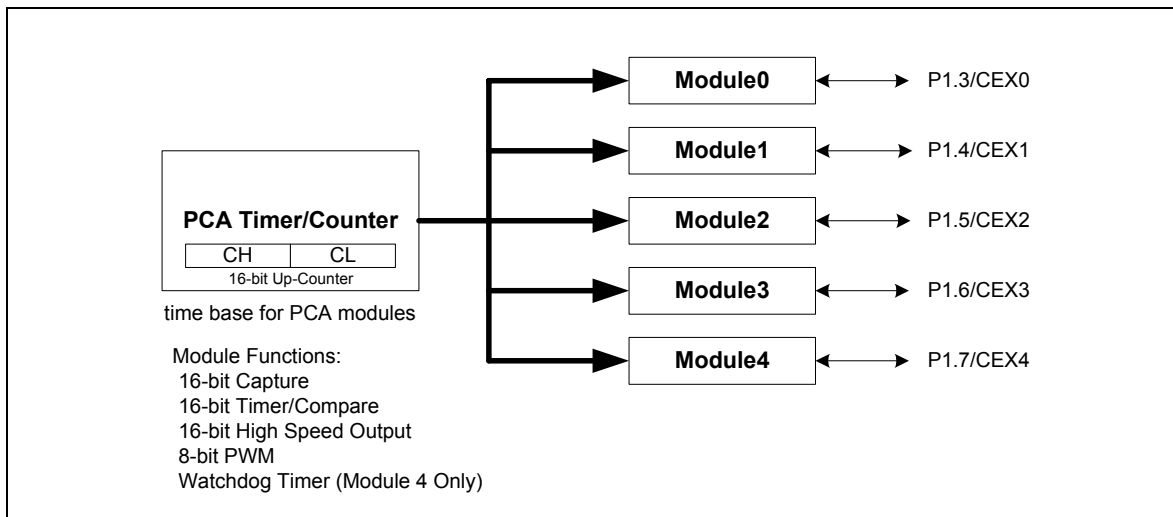 Module0
P1.3/CEX0
Module1
P1.4/CEX1
PCA Timer/Counter
Module2
P1.5/CEX2
CH
CL
16-bit Up-Counter
Module3
P1.6/CEX3
time base for PCA modules
Module4
P1.7/CEX4
Module Functions:
16-bit Capture
16-bit Timer/Compare
16-bit High Speed Output
8-bit PWM
Watchdog Timer (Module 4 Only)